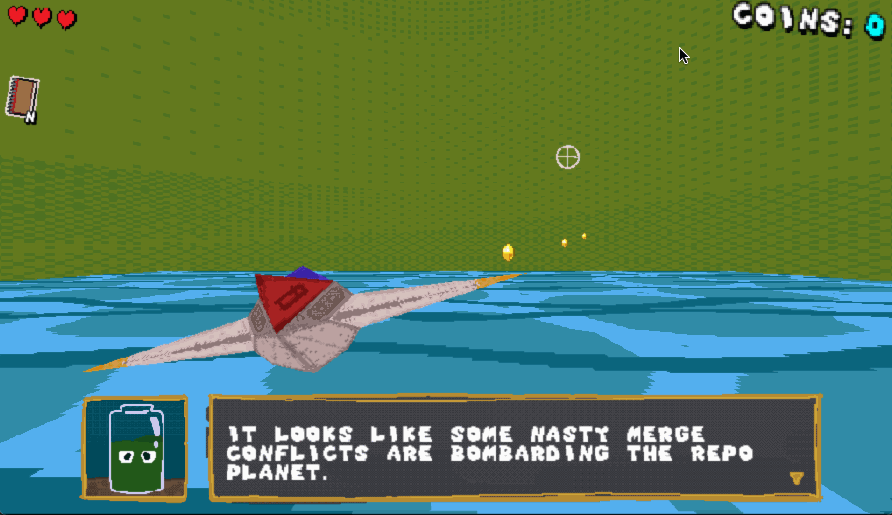 COINS: 0
N
IT LOOKS LIKE SOME NASTY MERGE
CONFLICTS ARE BOMBARDING THE REPO
PLANET.